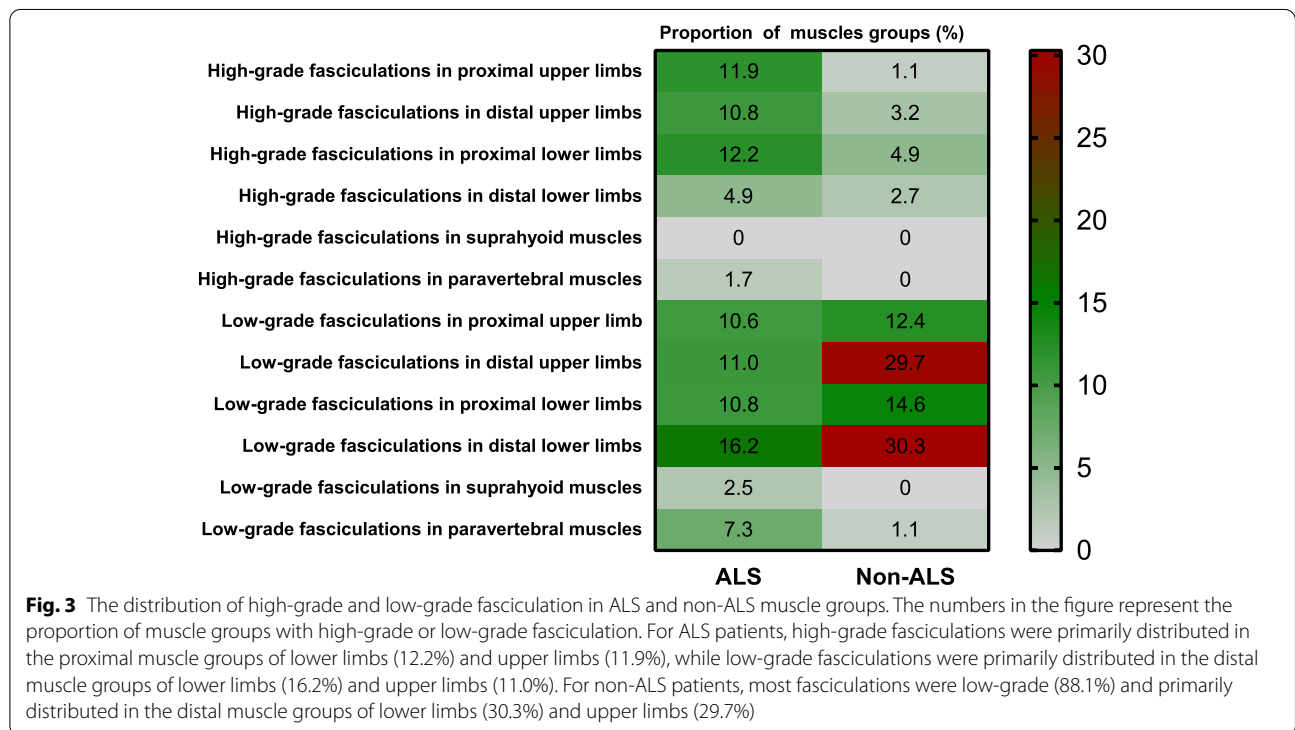 Proportion of muscles groups (%)
High-grade fasciculations in proximal upper limbs 11.9 1.1
High-grade fasciculations in distal upper limbs 10.8 3.2
High-grade fasciculations in proximal lower limbs 12.2 4.9
High-grade fasciculations in distal lower limbs 4.9 2.7
High-grade fasciculations in suprahyoid muscles 0 0
High-grade fasciculations in paravertebral muscles 1.7 0
Low-grade fasciculations in proximal upper limb 10.6 12.4
Low-grade fasciculations in distal upper limbs 11.0 29.7
Low-grade fasciculations in proximal lower limbs 10.8 14.6
Low-grade fasciculations in distal lower limbs 16.2 30.3
Low-grade fasciculations in suprahyoid muscles 2.5 0
Low-grade fasciculations in paravertebral muscles 7.3 1.1
ALS Non-ALS
30
25
20
15
10
5
0
Fig. 3 The distribution of high-grade and low-grade fasciculation in ALS and non-ALS muscle groups. The numbers in the figure represent the
proportion of muscle groups with high-grade or low-grade fasciculation. For ALS patients, high-grade fasciculations were primarily distributed in
the proximal muscle groups of lower limbs (12.2%) and upper limbs (11.9%), while low-grade fasciculations were primarily distributed in the distal
muscle groups of lower limbs (16.2%) and upper limbs (11.0%). For non-ALS patients, most fasciculations were low-grade (88.1%) and primarily
distributed in the distal muscle groups of lower limbs (30.3%) and upper limbs (29.7%)